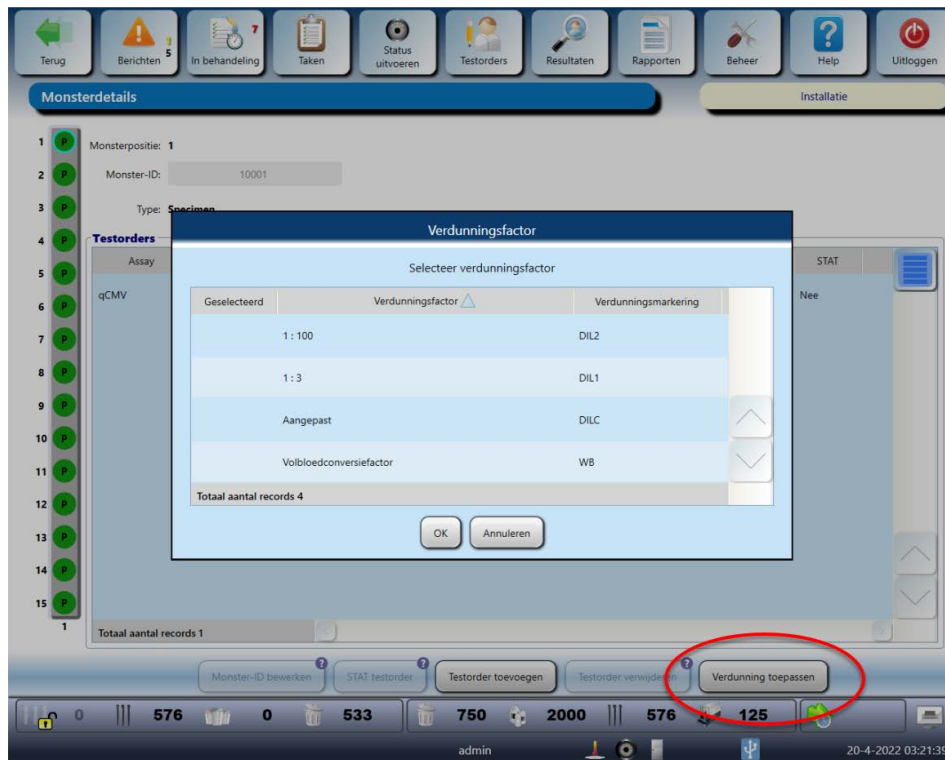 Terug
Berichten
5
In behandeling
7
Taken
Status
uitvoeren
Testorders
Resultaten
Rapporten
Beheer
?
Help
Uitloggen
Monsterdetails
Installatie
1 P
2 P
3 P
4 P
5 P
6 P
7 P
8 P
9 P
10 P
11 P
12 P
13 P
14 P
15 P
1
Monsterpositie: 1
Monster-ID: 10001
Type: Specimen
Testorders
Assay
STAT
qCMV
Nee
Verdunningsfactor
Selecteer verdunningsfactor
Geselecteerd Verdunningsfactor Verdunningsmarkering
1 : 100 DIL2
1 : 3 DIL1
Aangepast DILC
Volbloedconversiefactor WB
Totaal aantal records 4
OK Annuleren
Totaal aantal records 1
Monster-ID bewerken ? STAT testorder ? Testorder toevoegen Testorder verwijderen ? Verdunning toepassen
0 576 0 533 750 2000 576 125
admin 20-4-2022 03:21:39